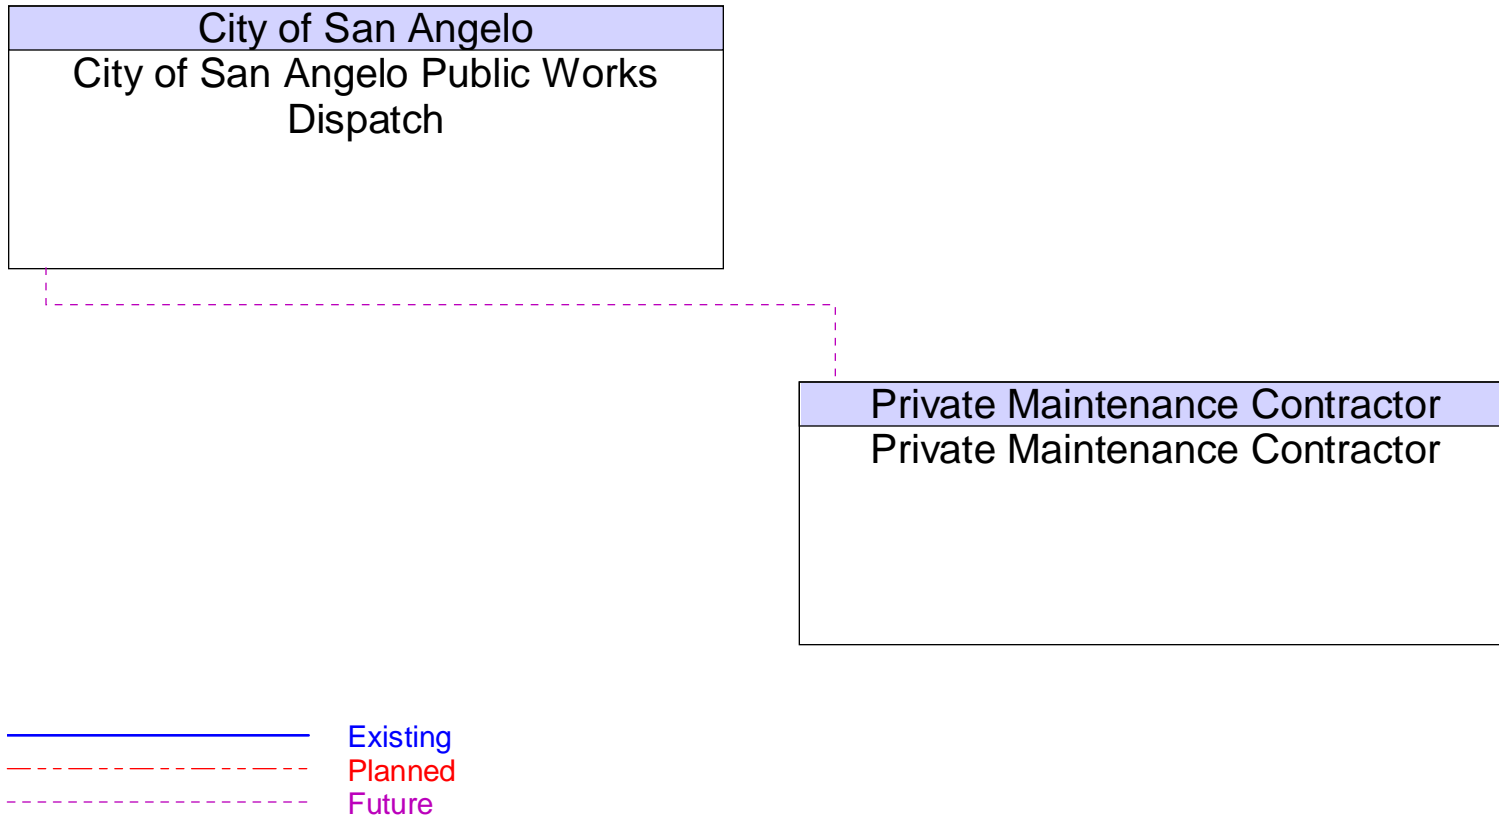 City of San Angelo
City of San Angelo Public Works
Dispatch
Private Maintenance Contractor
Private Maintenance Contractor
Existing
Planned
Future